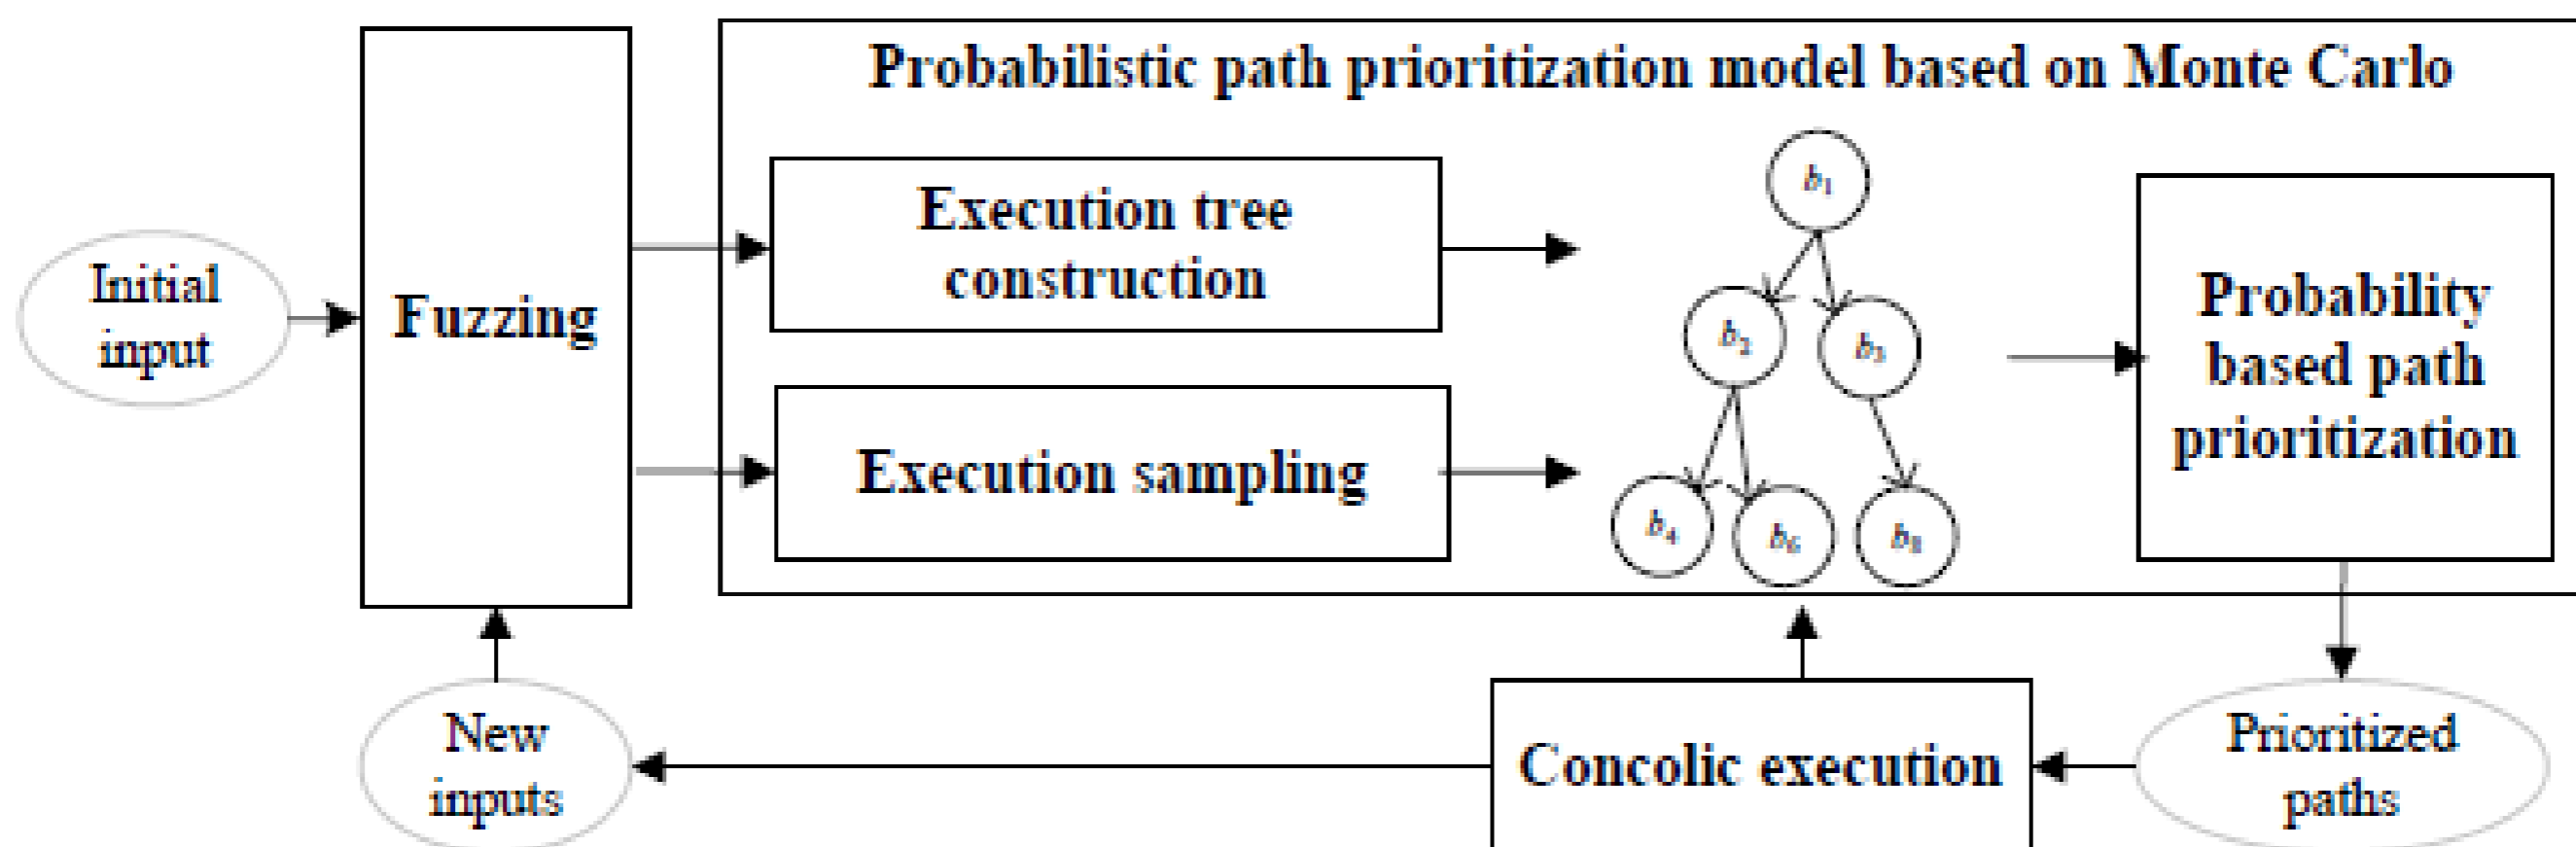 Probabilistic path prioritization model based on Monte Carlo
Initial
input
Fuzzing
Execution tree
construction
Execution sampling
b₁
b₂
b₃
b₄
b₆
Probability
based path
prioritization
New
inputs
Concolic execution
Prioritized
paths